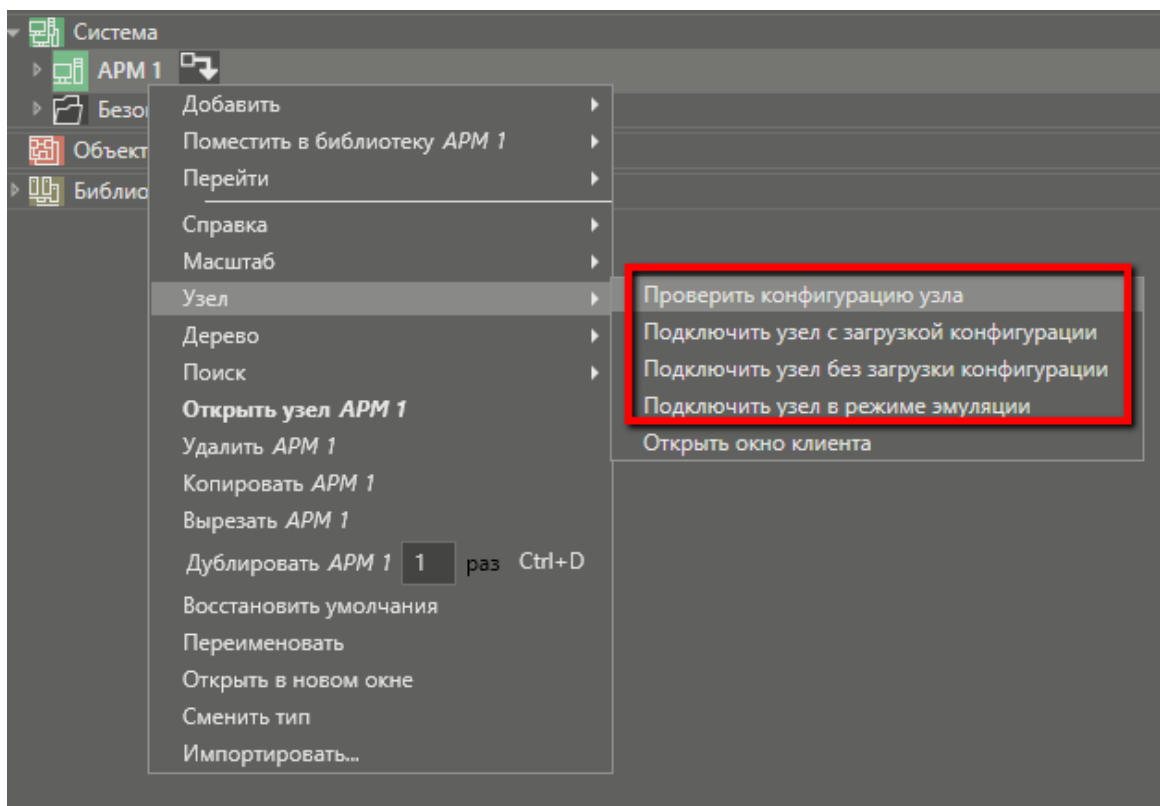 Система
АРМ 1
Безо
Объект
Библио
Добавить
Поместить в библиотеку АРМ 1
Перейти
Справка
Масштаб
Узел
Дерево
Поиск
Открыть узел АРМ 1
Удалить АРМ 1
Копировать АРМ 1
Вырезать АРМ 1
Дублировать АРМ 1 1 раз Ctrl+D
Восстановить умолчания
Переименовать
Открыть в новом окне
Сменить тип
Импортировать...
Проверить конфигурацию узла
Подключить узел с загрузкой конфигурации
Подключить узел без загрузки конфигурации
Подключить узел в режиме эмуляции
Открыть окно клиента